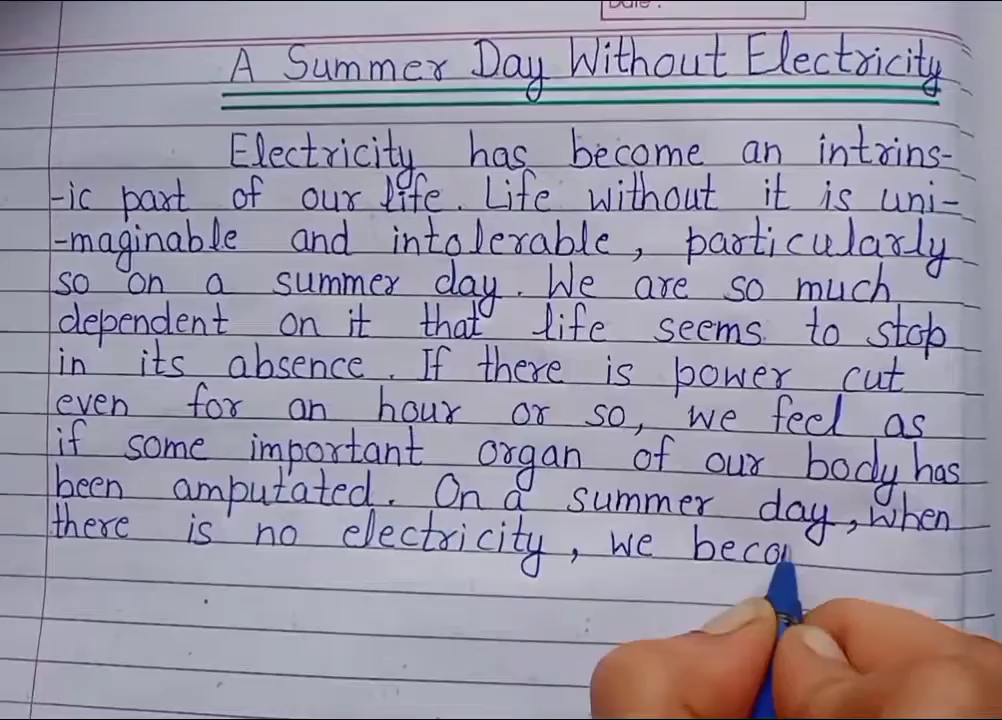 Date :
A Summer Day Without Electricity
Electricity has become an intrins-
-ic part of our life. Life without it is uni-
-maginable and intolerable, particularly
so on a summer day. We are so much
dependent on it that life seems to stop
in its absence. If there is power cut
even for an hour or so, we feel as
if some important organ of our body has
been amputated. On a summer day, when
there is no electricity, we beco